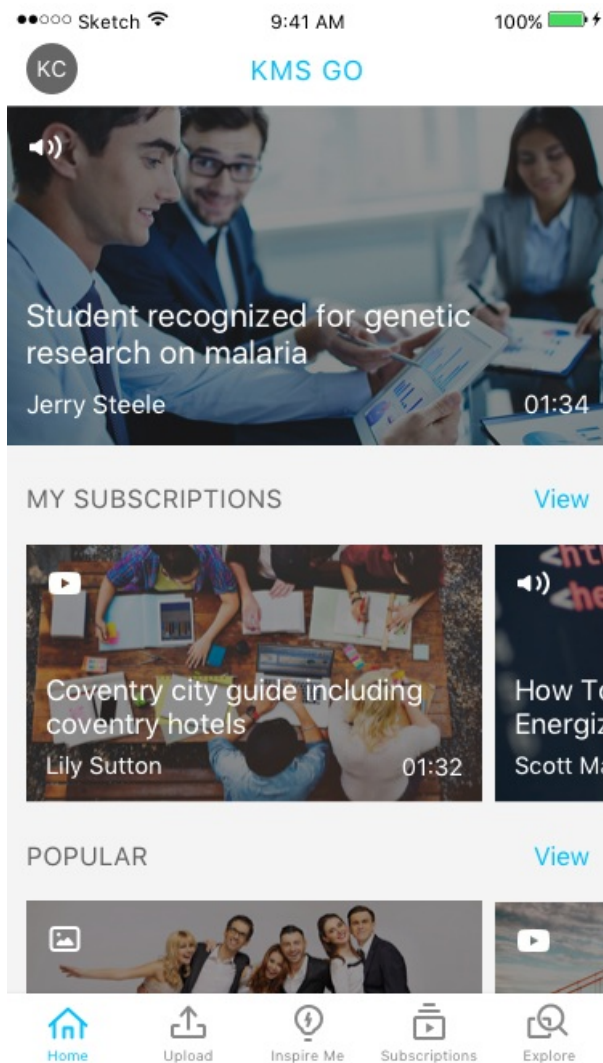 Sketch 9:41 AM 100%
KC KMS GO
Student recognized for genetic
research on malaria
Jerry Steele 01:34
MY SUBSCRIPTIONS View
Coventry city guide including
coventry hotels
Lily Sutton 01:32
How To
Energiz
Scott Ma
POPULAR View
Home Upload Inspire Me Subscriptions Explore